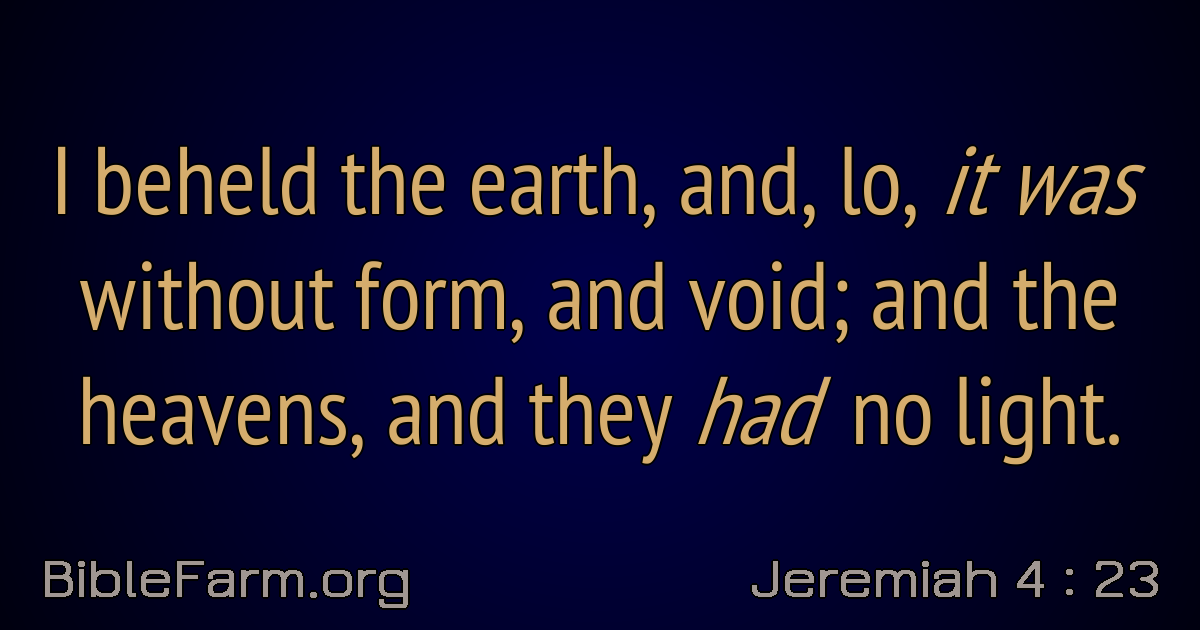 I beheld the earth, and, lo, it was
without form, and void; and the
heavens, and they had no light.
BibleFarm.org
Jeremiah 4 : 23